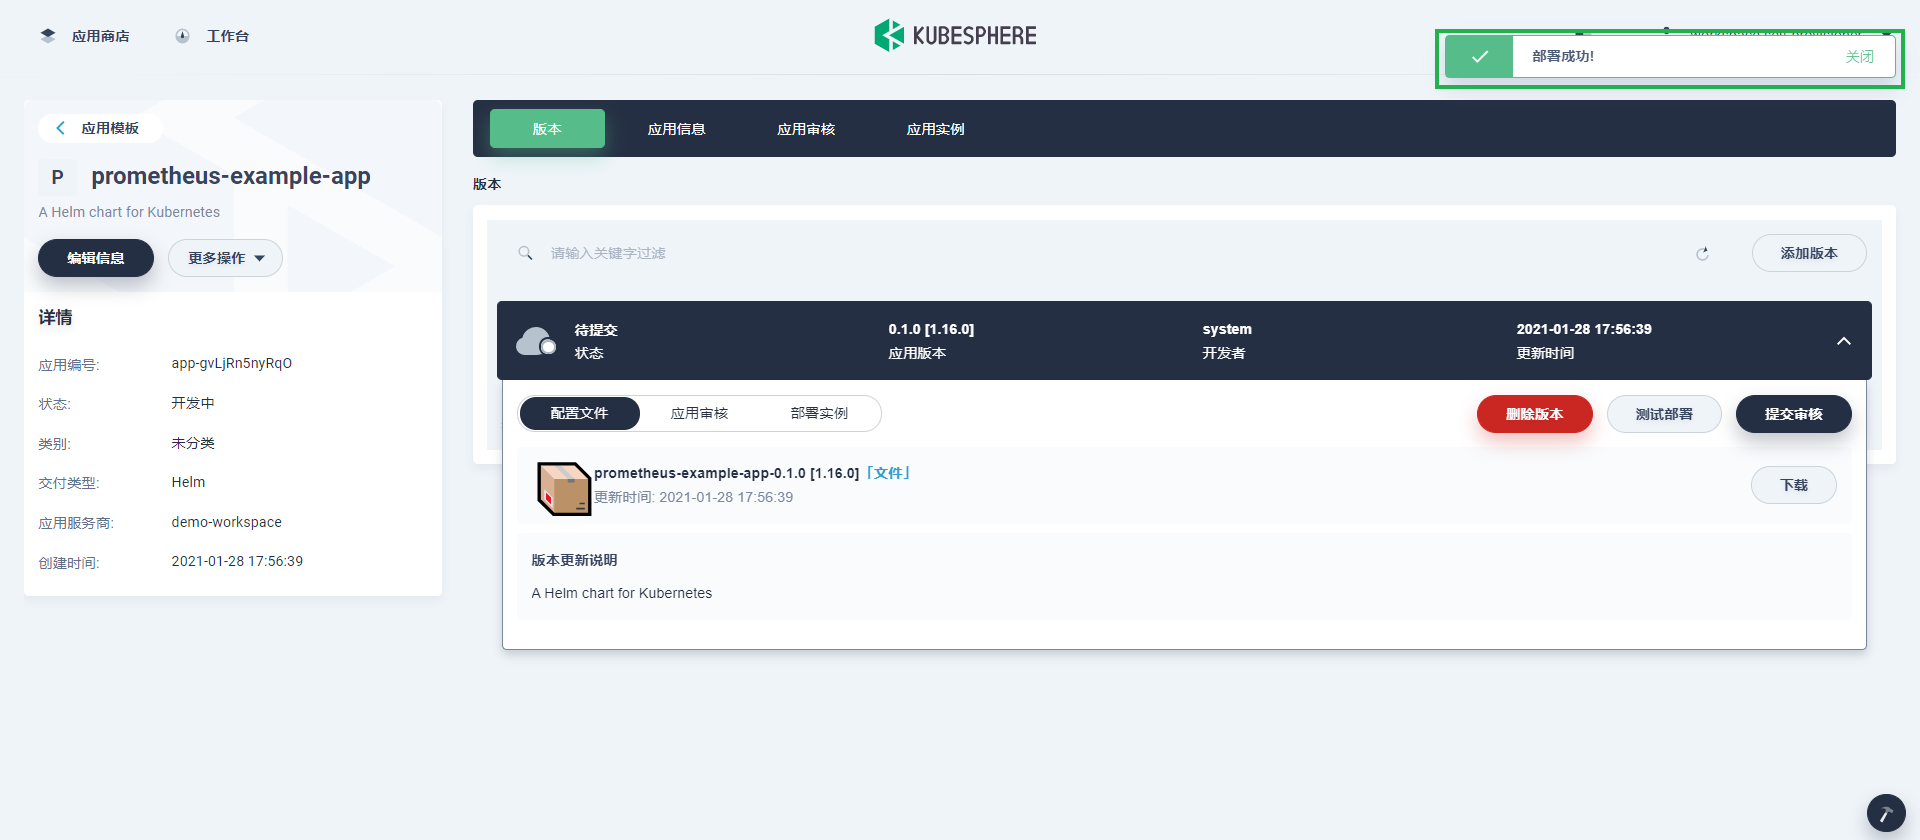 应用商店
工作台
KUBESPHERE
部署成功!
关闭
应用模板
P
prometheus-example-app
A Helm chart for Kubernetes
编辑信息
更多操作
详情
应用编号: app-gvLjRn5nyRqO
状态: 开发中
类别: 未分类
交付类型: Helm
应用服务商: demo-workspace
创建时间: 2021-01-28 17:56:39
版本
应用信息
应用审核
应用实例
版本
请输入关键字过滤
添加版本
待提交
状态
0.1.0 [1.16.0]
应用版本
system
开发者
2021-01-28 17:56:39
更新时间
配置文件
应用审核
部署实例
删除版本
测试部署
提交审核
prometheus-example-app-0.1.0 [1.16.0]「文件」
更新时间: 2021-01-28 17:56:39
下载
版本更新说明
A Helm chart for Kubernetes